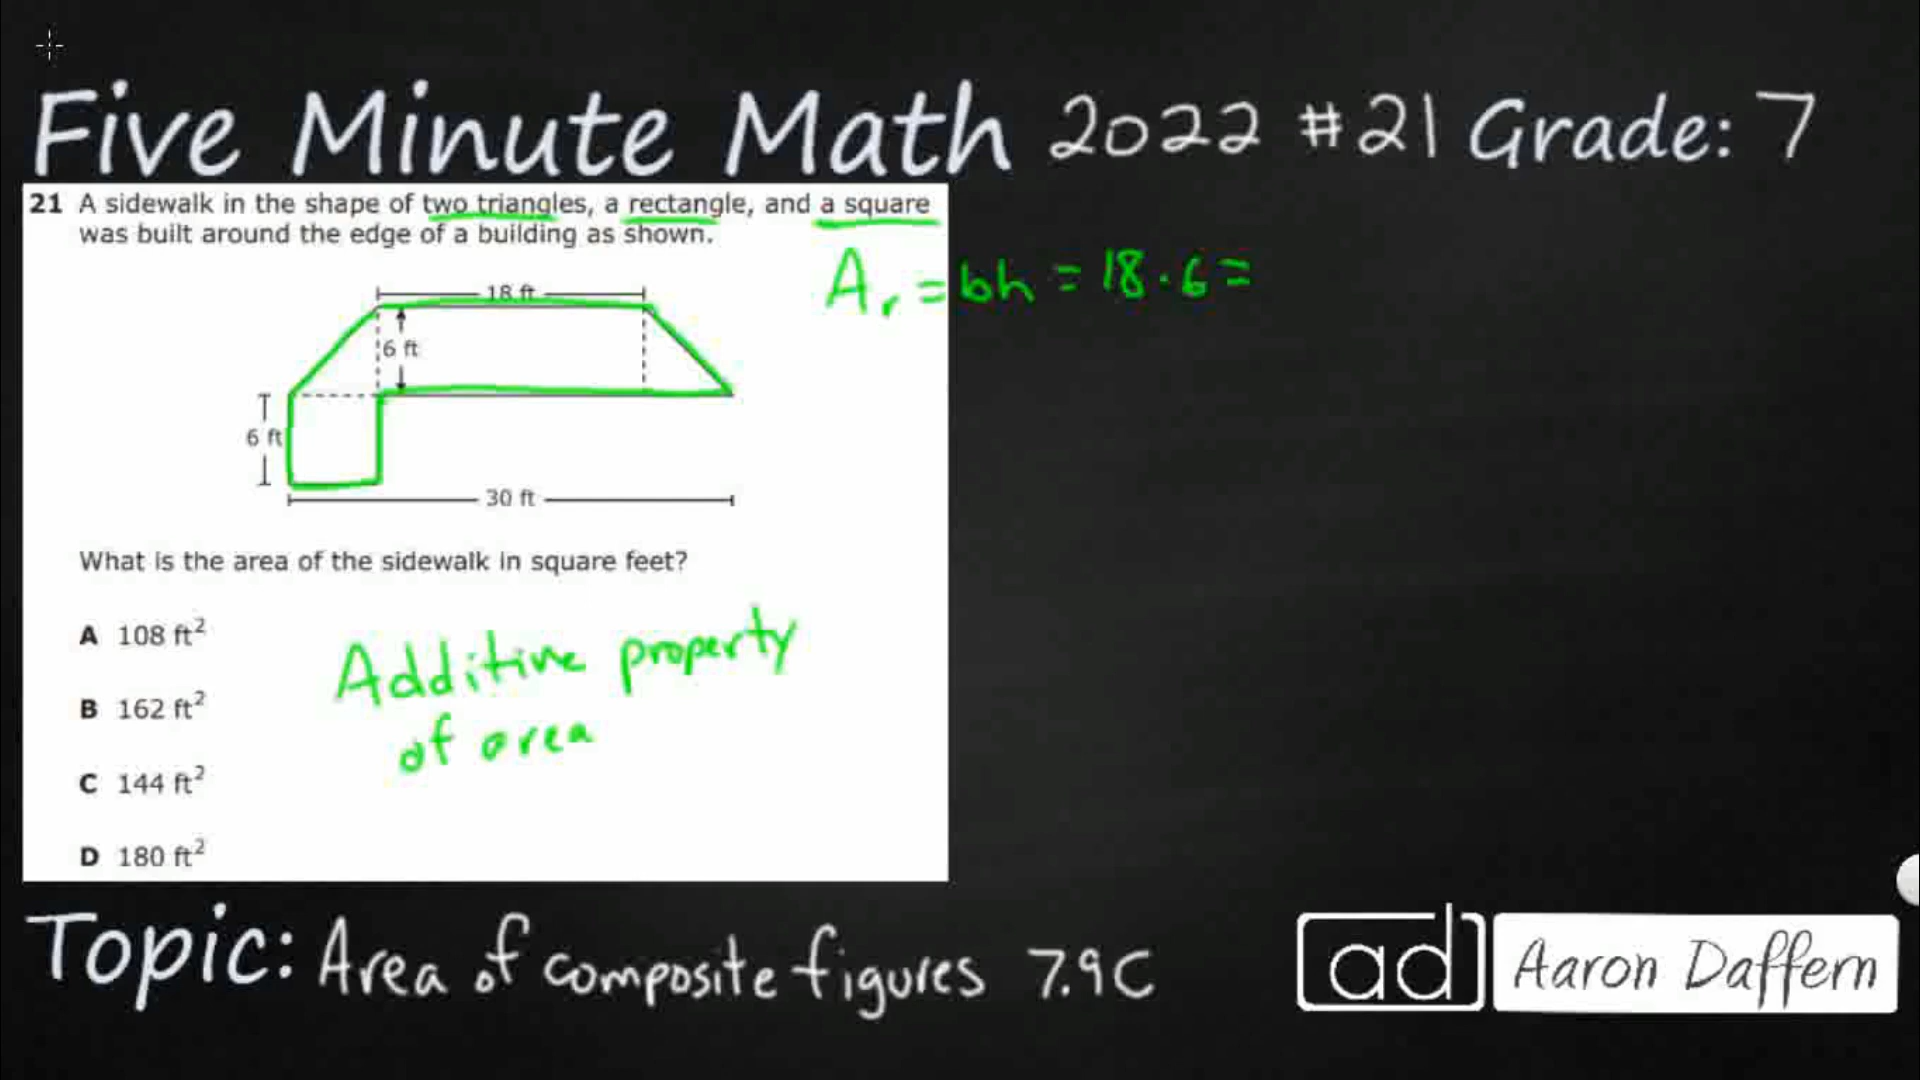 Five Minute Math 2022 #21 Grade: 7
21 A sidewalk in the shape of two triangles, a rectangle, and a square
was built around the edge of a building as shown.
Ar = bh = 18 · 6 =
18 ft
6 ft
6 ft
30 ft
What is the area of the sidewalk in square feet?
A 108 ft²
B 162 ft²
C 144 ft²
D 180 ft²
Additive property
of area
Topic: Area of composite figures 7.9C
ad Aaron Daffern